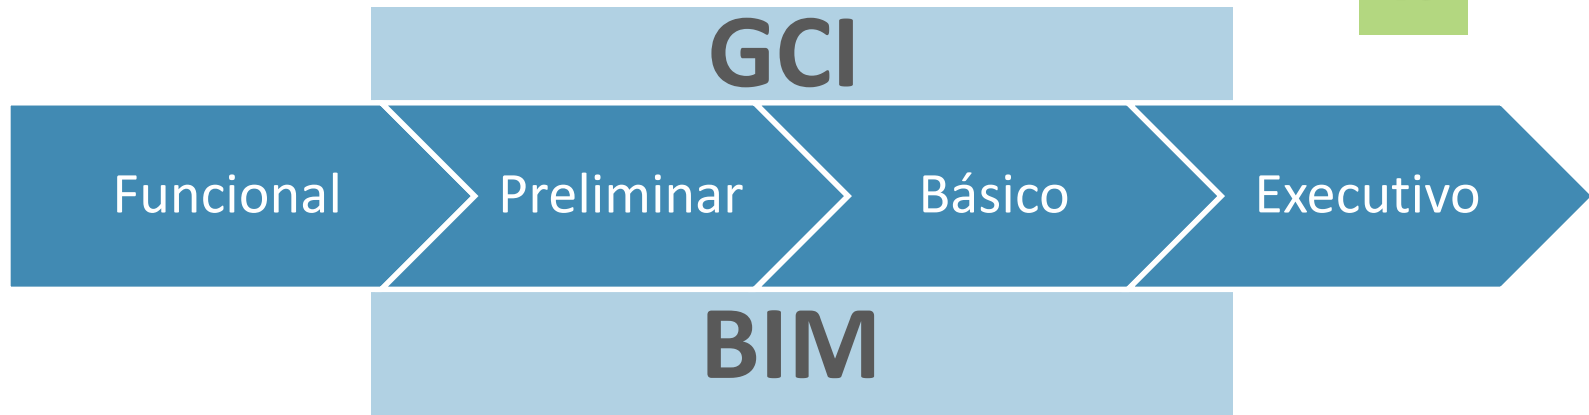 GCI
Funcional
Preliminar
Básico
Executivo
BIM